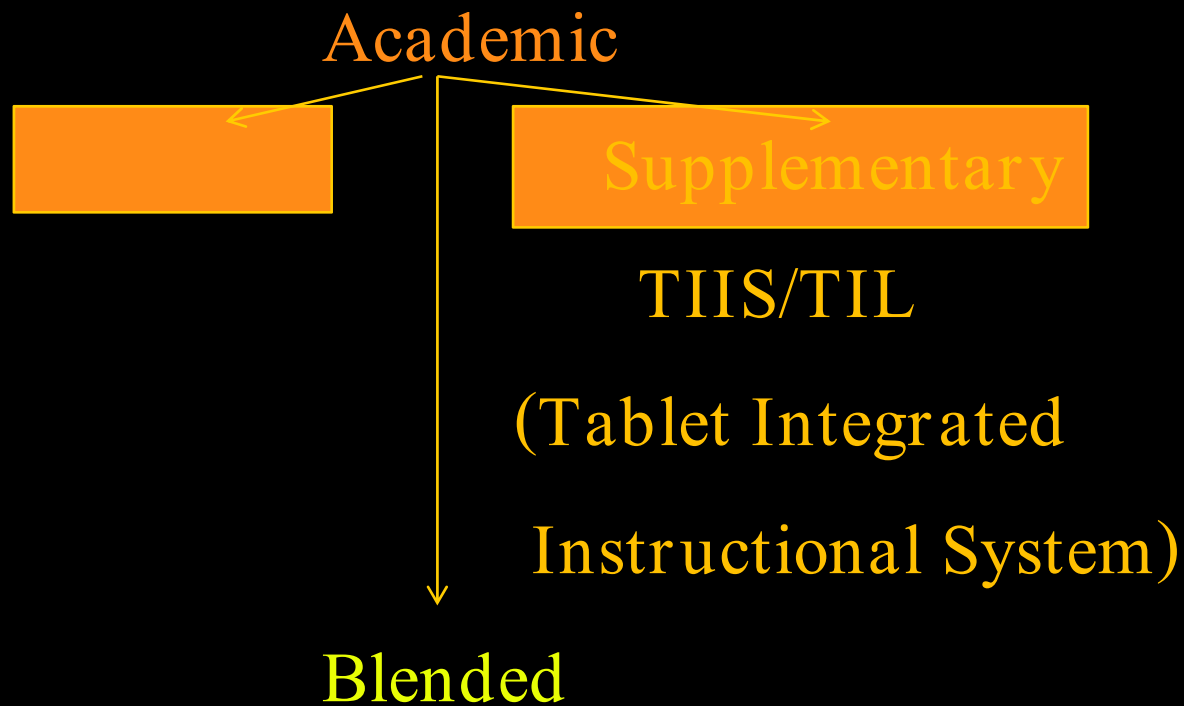 Academic
Supplementary
TIIS/TIL
(Tablet Integrated
Instructional System)
Blended